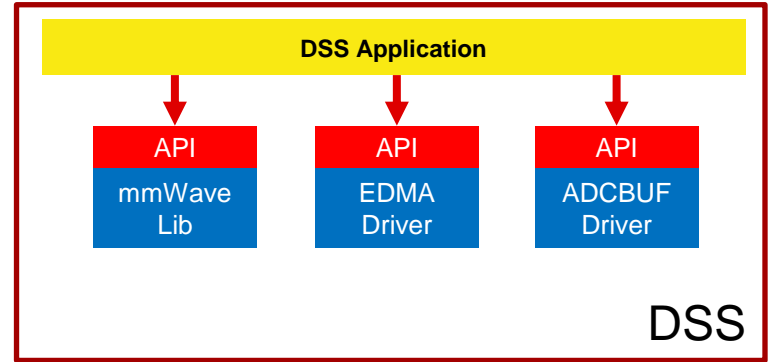 DSS Application
API
API
API
mmWave
Lib
EDMA
Driver
ADCBUF
Driver
DSS